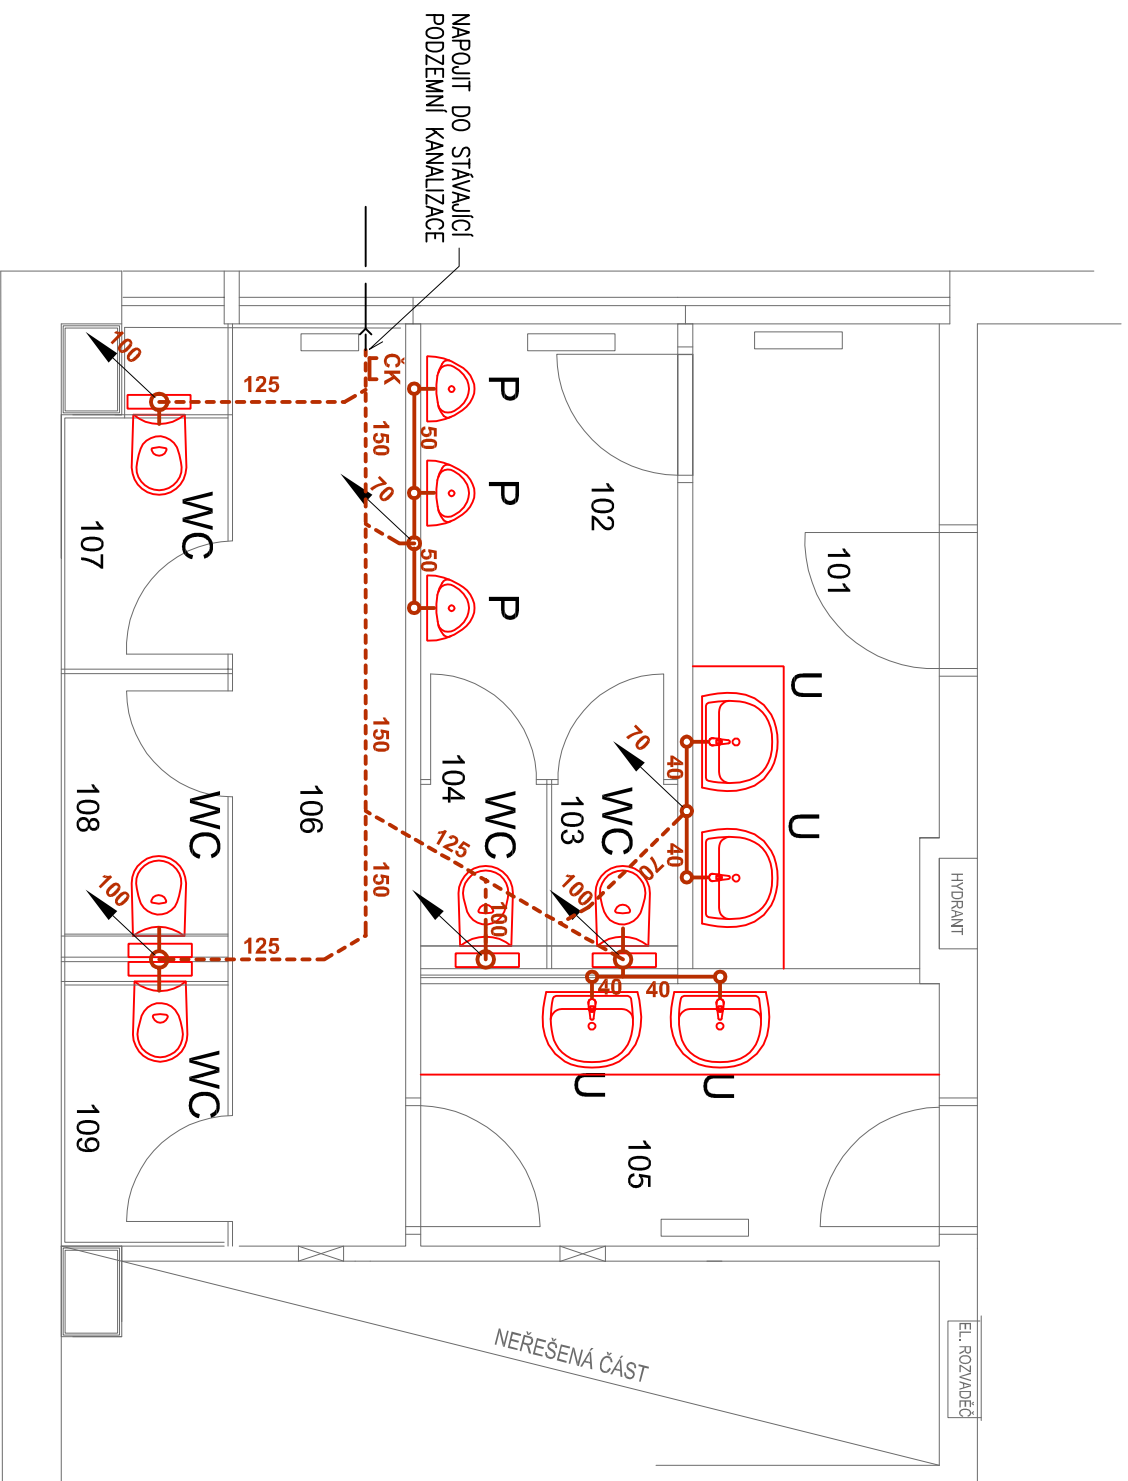 NAPOJIT DO STÁVAJÍCÍ
PODZEMNÍ KANALIZACE
100
125
ČK
150
50
P
70
P
50
P
102
101
WC
107
U
U
150
70
40
40
70
104
103
WC
WC
125
100
100
HYDRANT
106
108
WC
100
125
150
40
40
U
U
WC
109
105
NEŘEŠENÁ ČÁST
EL. ROZVADĚČ